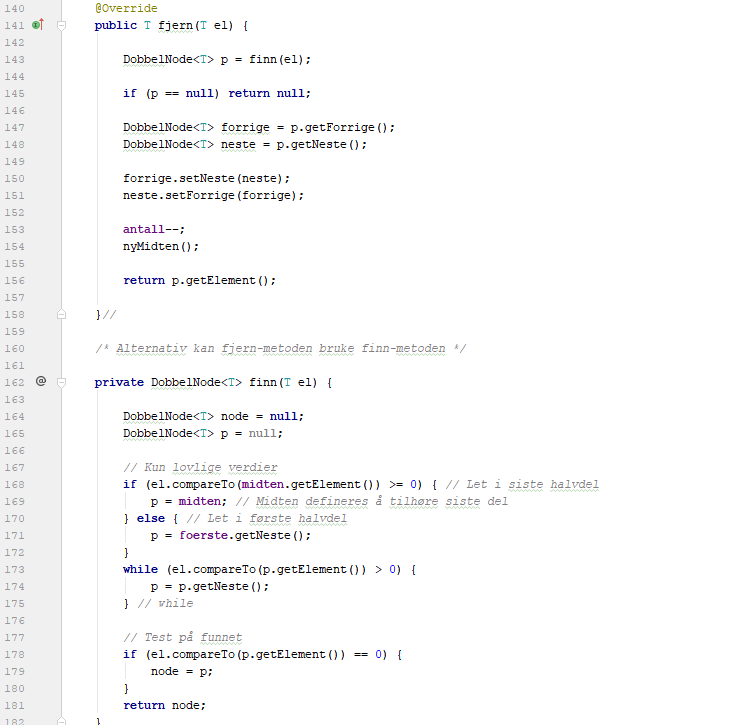 140 @Override
141 public T fjern(T el) {
142
143 DobbelNode<T> p = finn(el);
144
145 if (p == null) return null;
146
147 DobbelNode<T> forrige = p.getForrige();
148 DobbelNode<T> neste = p.getNeste();
149
150 forrige.setNeste(neste);
151 neste.setForrige(forrige);
152
153 antall--;
154 nyMidten();
155
156 return p.getElement();
157
158 }//
159
160 /* Alternativ kan fjern-metoden bruke finn-metoden */
161
162 @ private DobbelNode<T> finn(T el) {
163
164 DobbelNode<T> node = null;
165 DobbelNode<T> p = null;
166
167 // Kun lovlige verdier
168 if (el.compareTo(midten.getElement()) >= 0) { // Let i siste halvdel
169 p = midten; // Midten defineres å tilhøre siste del
170 } else { // Let i første halvdel
171 p = foerste.getNeste();
172 }
173 while (el.compareTo(p.getElement()) > 0) {
174 p = p.getNeste();
175 } // while
176
177 // Test på funnet
178 if (el.compareTo(p.getElement()) == 0) {
179 node = p;
180 }
181 return node;
182 }